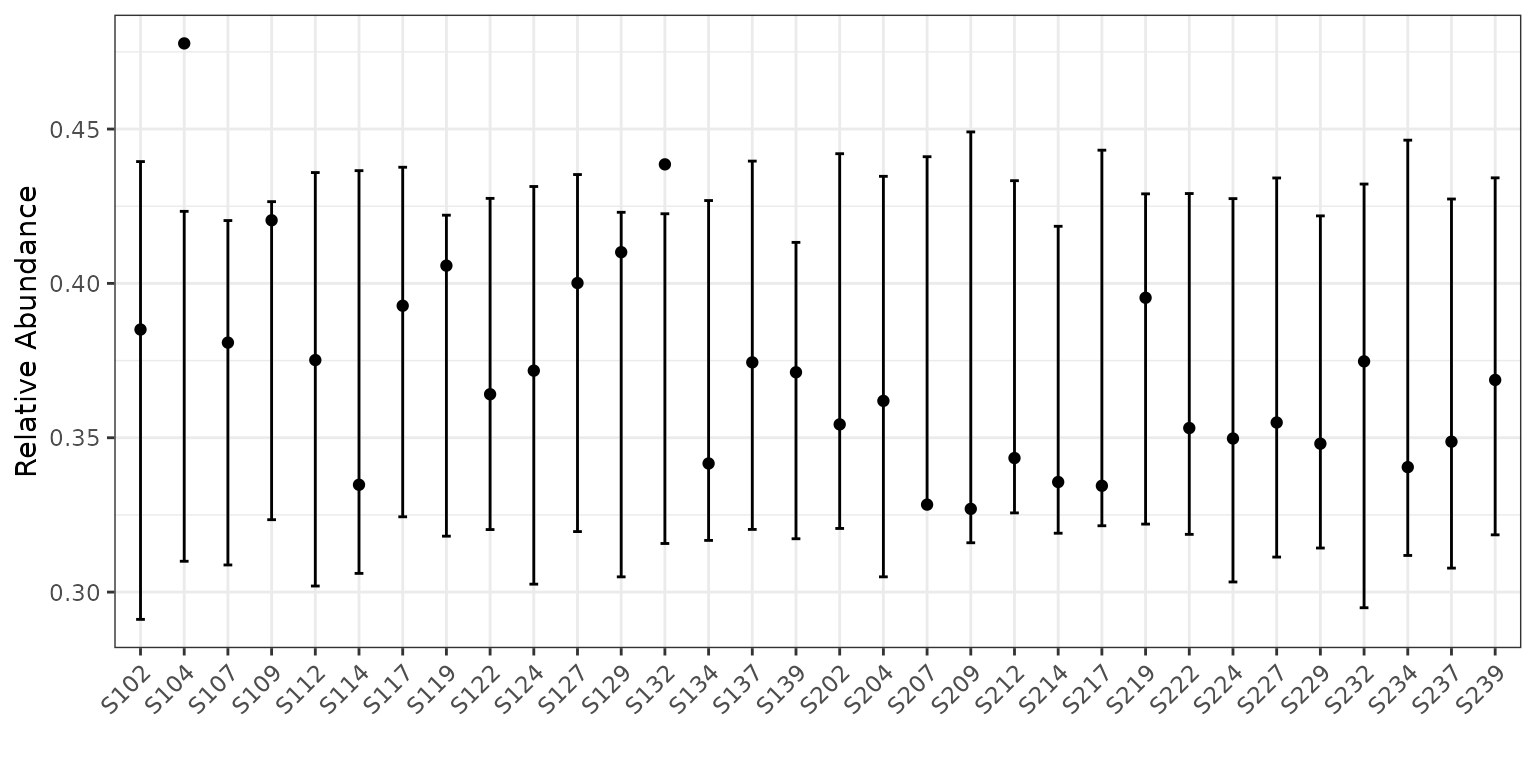 Relative Abundance
0.45
0.40
0.35
0.30
S102
S104
S107
S109
S112
S114
S117
S119
S122
S124
S127
S129
S132
S134
S137
S139
S202
S204
S207
S209
S212
S214
S217
S219
S222
S224
S227
S229
S232
S234
S237
S239